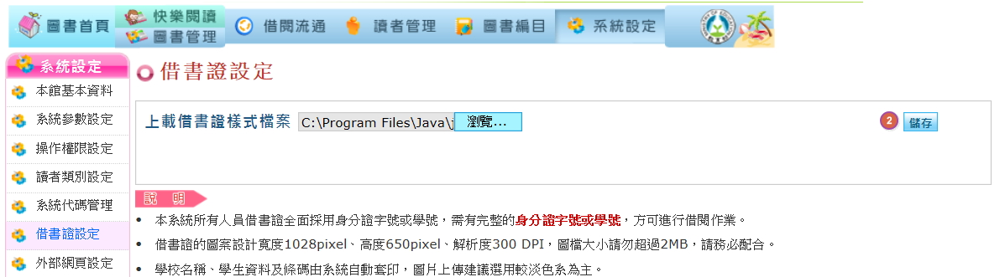 圖書首頁
快樂閱讀
圖書管理
借閱流通
讀者管理
圖書編目
系統設定
系統設定
本館基本資料
系統參數設定
操作權限設定
讀者類別設定
系統代碼管理
借書證設定
外部網頁設定
借書證設定
上載借書證樣式檔案 C:\Program Files\Java\j 瀏覽... 2 儲存
說 明
• 本系統所有人員借書證全面採用身分證字號或學號，需有完整的身分證字號或學號，方可進行借閱作業。
• 借書證的圖案設計寬度1028pixel、高度650pixel、解析度300 DPI，圖檔大小請勿超過2MB，請務必配合。
• 學校名稱、學生資料及條碼由系統自動套印，圖片上傳建議選用較淡色系為主。